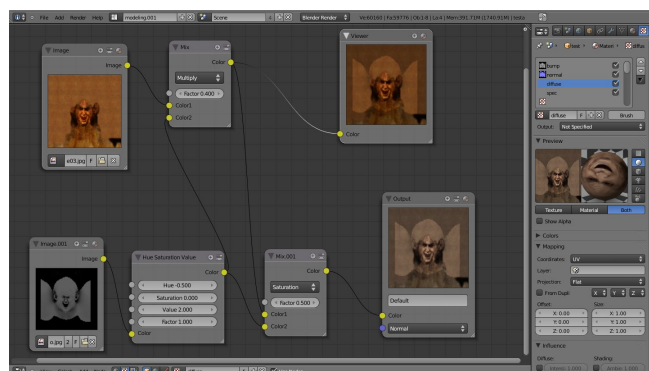 File Add Render Help modeling.001 Scene 4 Blender Render
Image
Image
e03.jpg F
Mix
Color
Multiply
Factor 0.400
Color1
Color2
Viewer
Color
Image.001
Image
o.jpg 2 F
Hue Saturation Value
Color
Hue -0.500
Saturation 0.000
Value 2.000
Factor 1.000
Color
Mix.001
Color
Saturation
Factor 0.500
Color1
Color2
Output
Default
Color
Normal
bump
normal
diffuse
spec
diffuse F Brush
Output: Not Specified
Preview
Texture Material Both
Show Alpha
Colors
Mapping
Coordinates: UV
Layer:
Projection: Flat
From Dupli X Y Z
Offset: Size:
X: 0.00 X: 1.00
Y: 0.00 Y: 1.00
Z: 0.00 Z: 1.00
Influence
Diffuse: Shading: